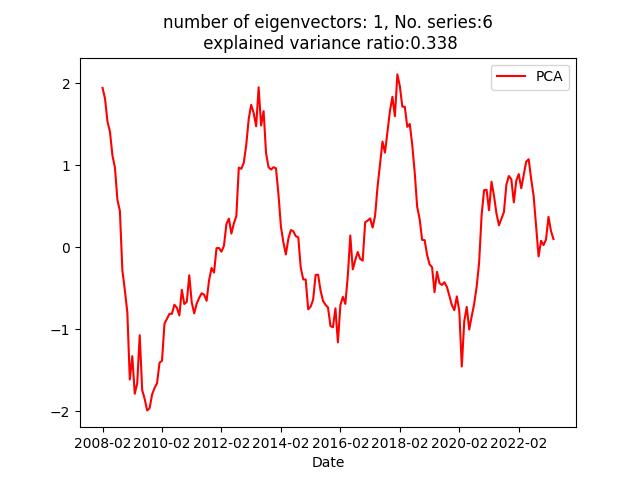 number of eigenvectors: 1, No. series:6
explained variance ratio:0.338
PCA
2
1
0
−1
−2
2008-02 2010-02 2012-02 2014-02 2016-02 2018-02 2020-02 2022-02
Date